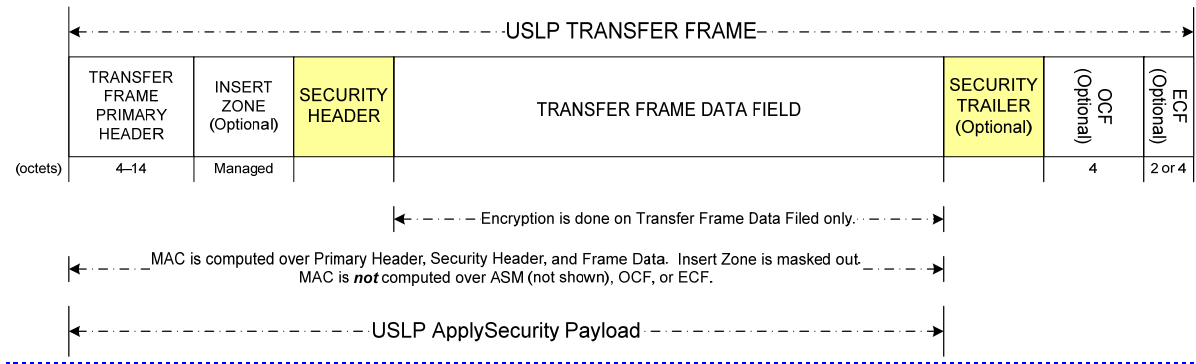 USLP TRANSFER FRAME
TRANSFER
FRAME
PRIMARY
HEADER
INSERT
ZONE
(Optional)
SECURITY
HEADER
TRANSFER FRAME DATA FIELD
SECURITY
TRAILER
(Optional)
OCF
(Optional)
ECF
(Optional)
(octets)
4–14
Managed
4
2 or 4
Encryption is done on Transfer Frame Data Filed only.
MAC is computed over Primary Header, Security Header, and Frame Data. Insert Zone is masked out.
MAC is not computed over ASM (not shown), OCF, or ECF.
USLP ApplySecurity Payload